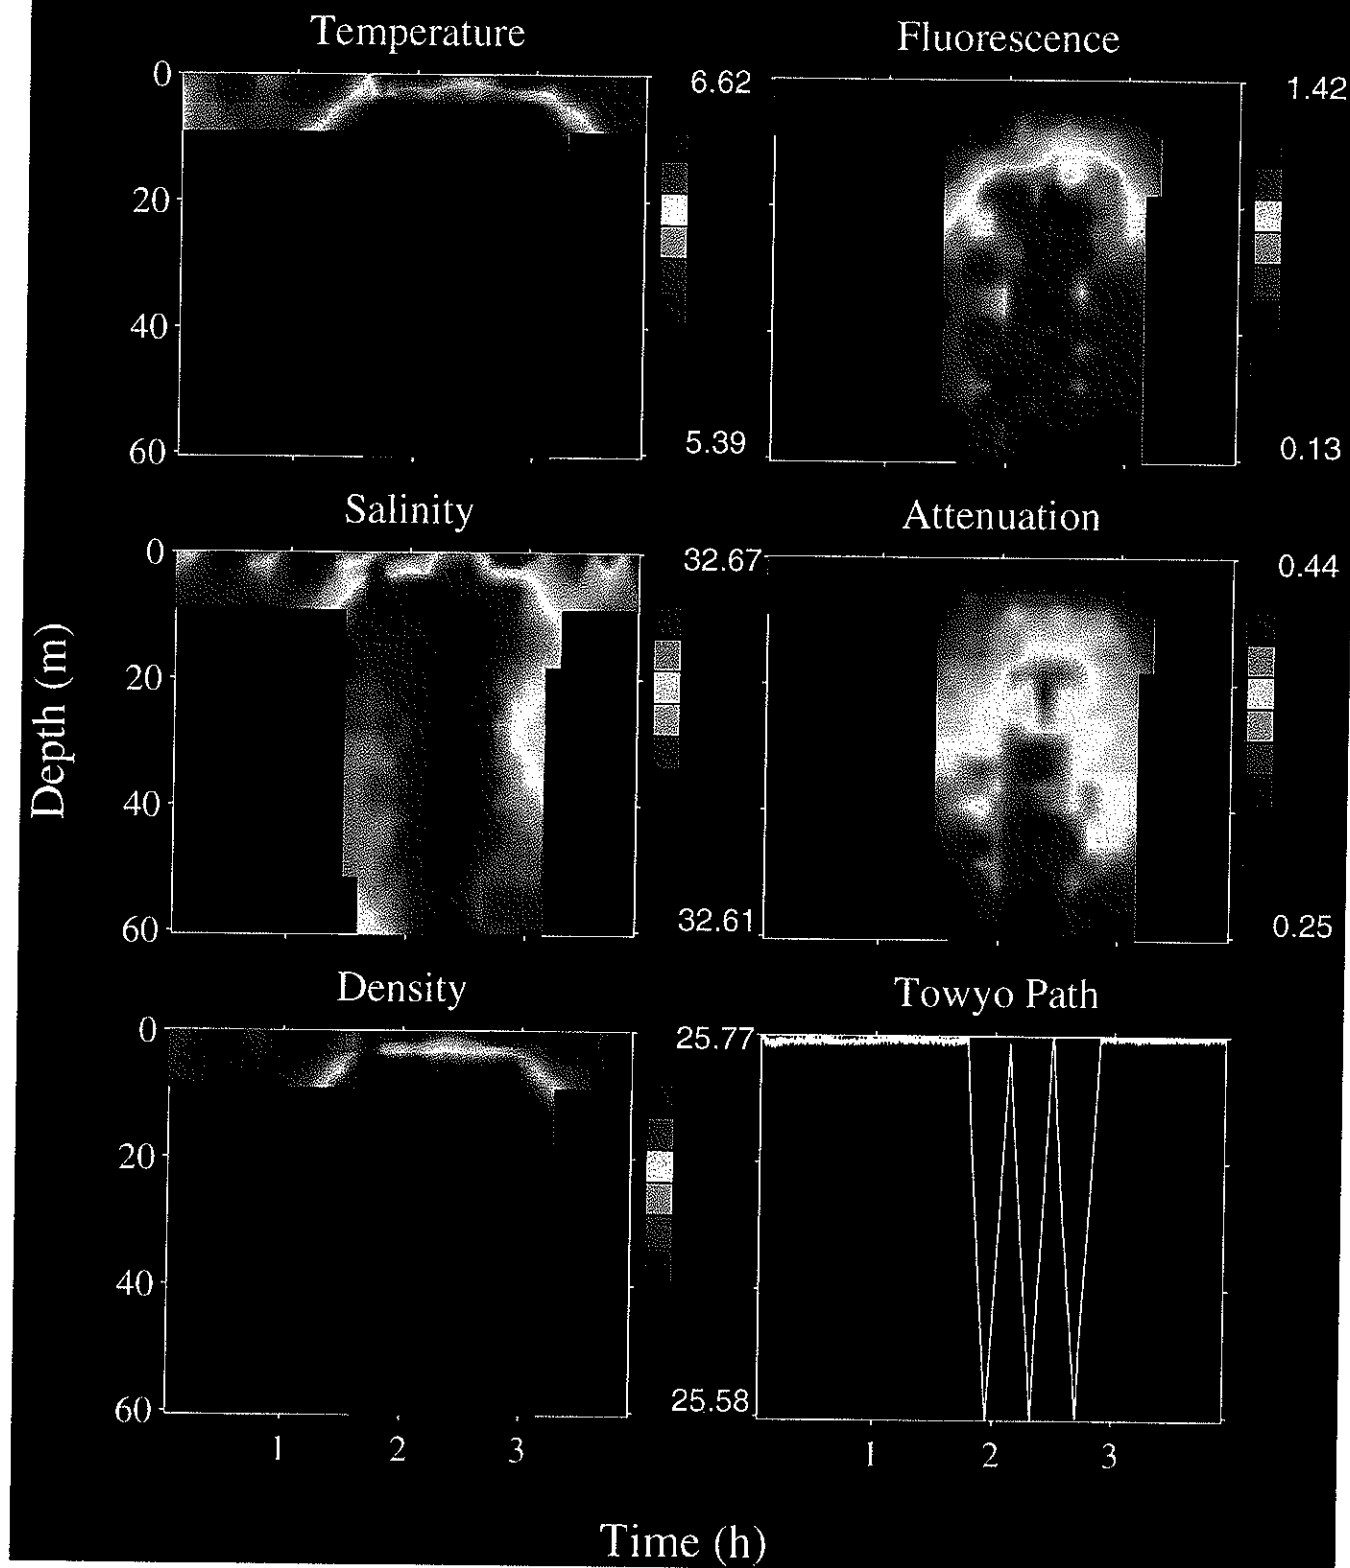 Temperature
Fluorescence
0
20
40
60
6.62
5.39
1.42
0.13
Salinity
Attenuation
0
20
40
60
32.67
32.61
0.44
0.25
Depth (m)
Density
Towyo Path
0
20
40
60
25.77
25.58
1 2 3
1 2 3
Time (h)